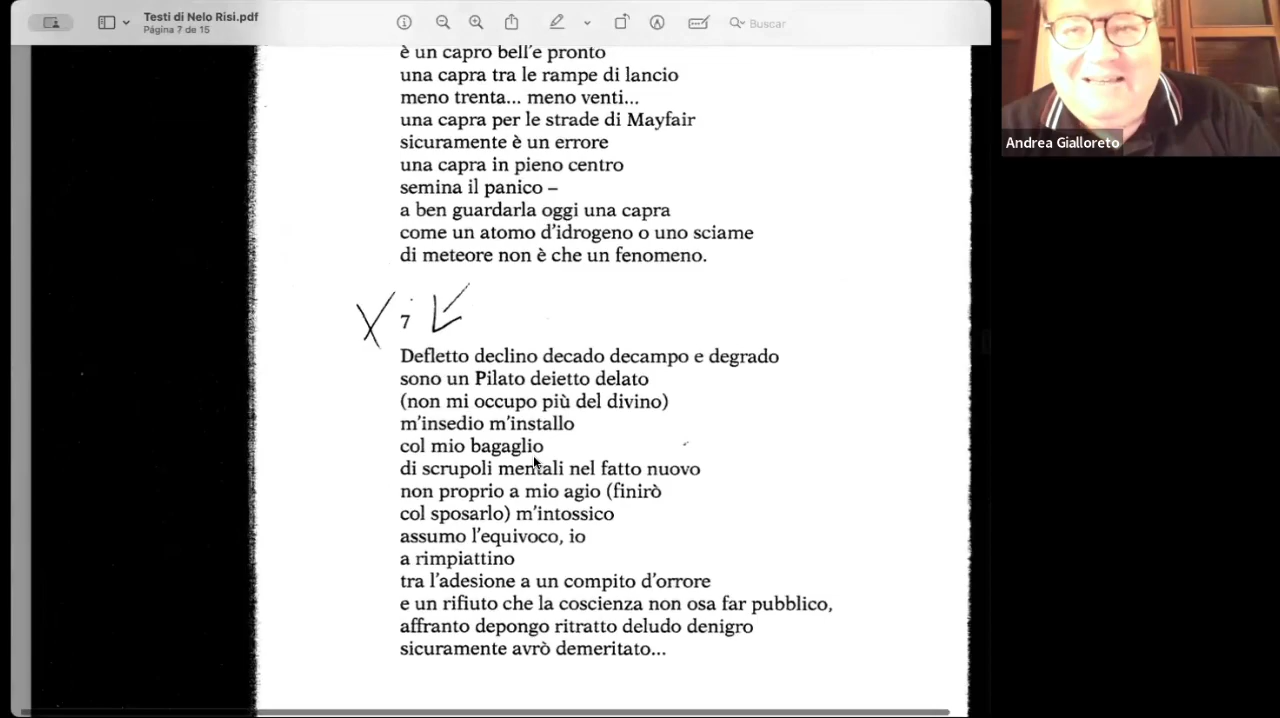 Testi di Nelo Risi.pdf
Página 7 de 15
Buscar
è un capro bell'e pronto
una capra tra le rampe di lancio
meno trenta... meno venti...
una capra per le strade di Mayfair
sicuramente è un errore
una capra in pieno centro
semina il panico –
a ben guardarla oggi una capra
come un atomo d'idrogeno o uno sciame
di meteore non è che un fenomeno.
7
Defletto declino decado decampo e degrado
sono un Pilato deietto delato
(non mi occupo più del divino)
m'insedio m'installo
col mio bagaglio
di scrupoli mentali nel fatto nuovo
non proprio a mio agio (finirò
col sposarlo) m'intossico
assumo l'equivoco, io
a rimpiattino
tra l'adesione a un compito d'orrore
e un rifiuto che la coscienza non osa far pubblico,
affranto depongo ritratto deludo denigro
sicuramente avrò demeritato...
Andrea Gialloreto